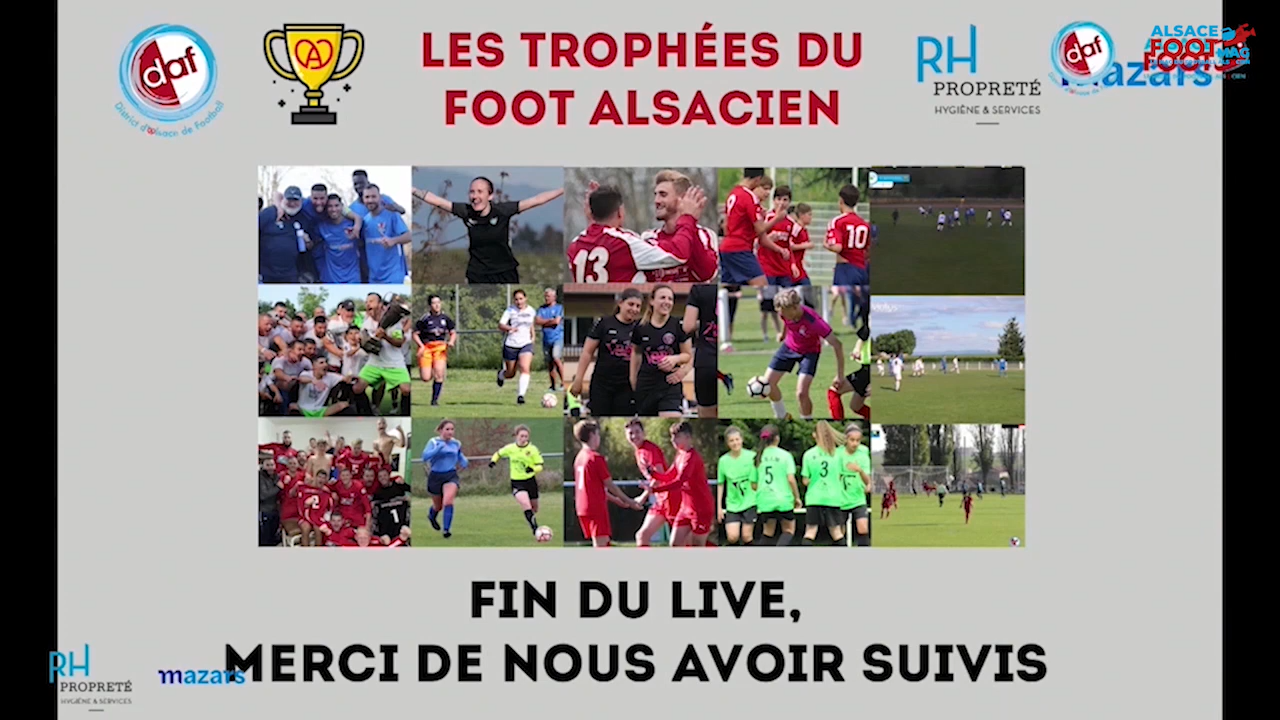 daf
District d'Alsace de Football
LES TROPHÉES DU
FOOT ALSACIEN
RH
PROPRETÉ
HYGIÈNE & SERVICES
daf
mazars
ALSACE
FOOT
MAG
13
10
5
3
2
1
FIN DU LIVE,
MERCI DE NOUS AVOIR SUIVIS
RH
PROPRETÉ
HYGIÈNE & SERVICES
mazars